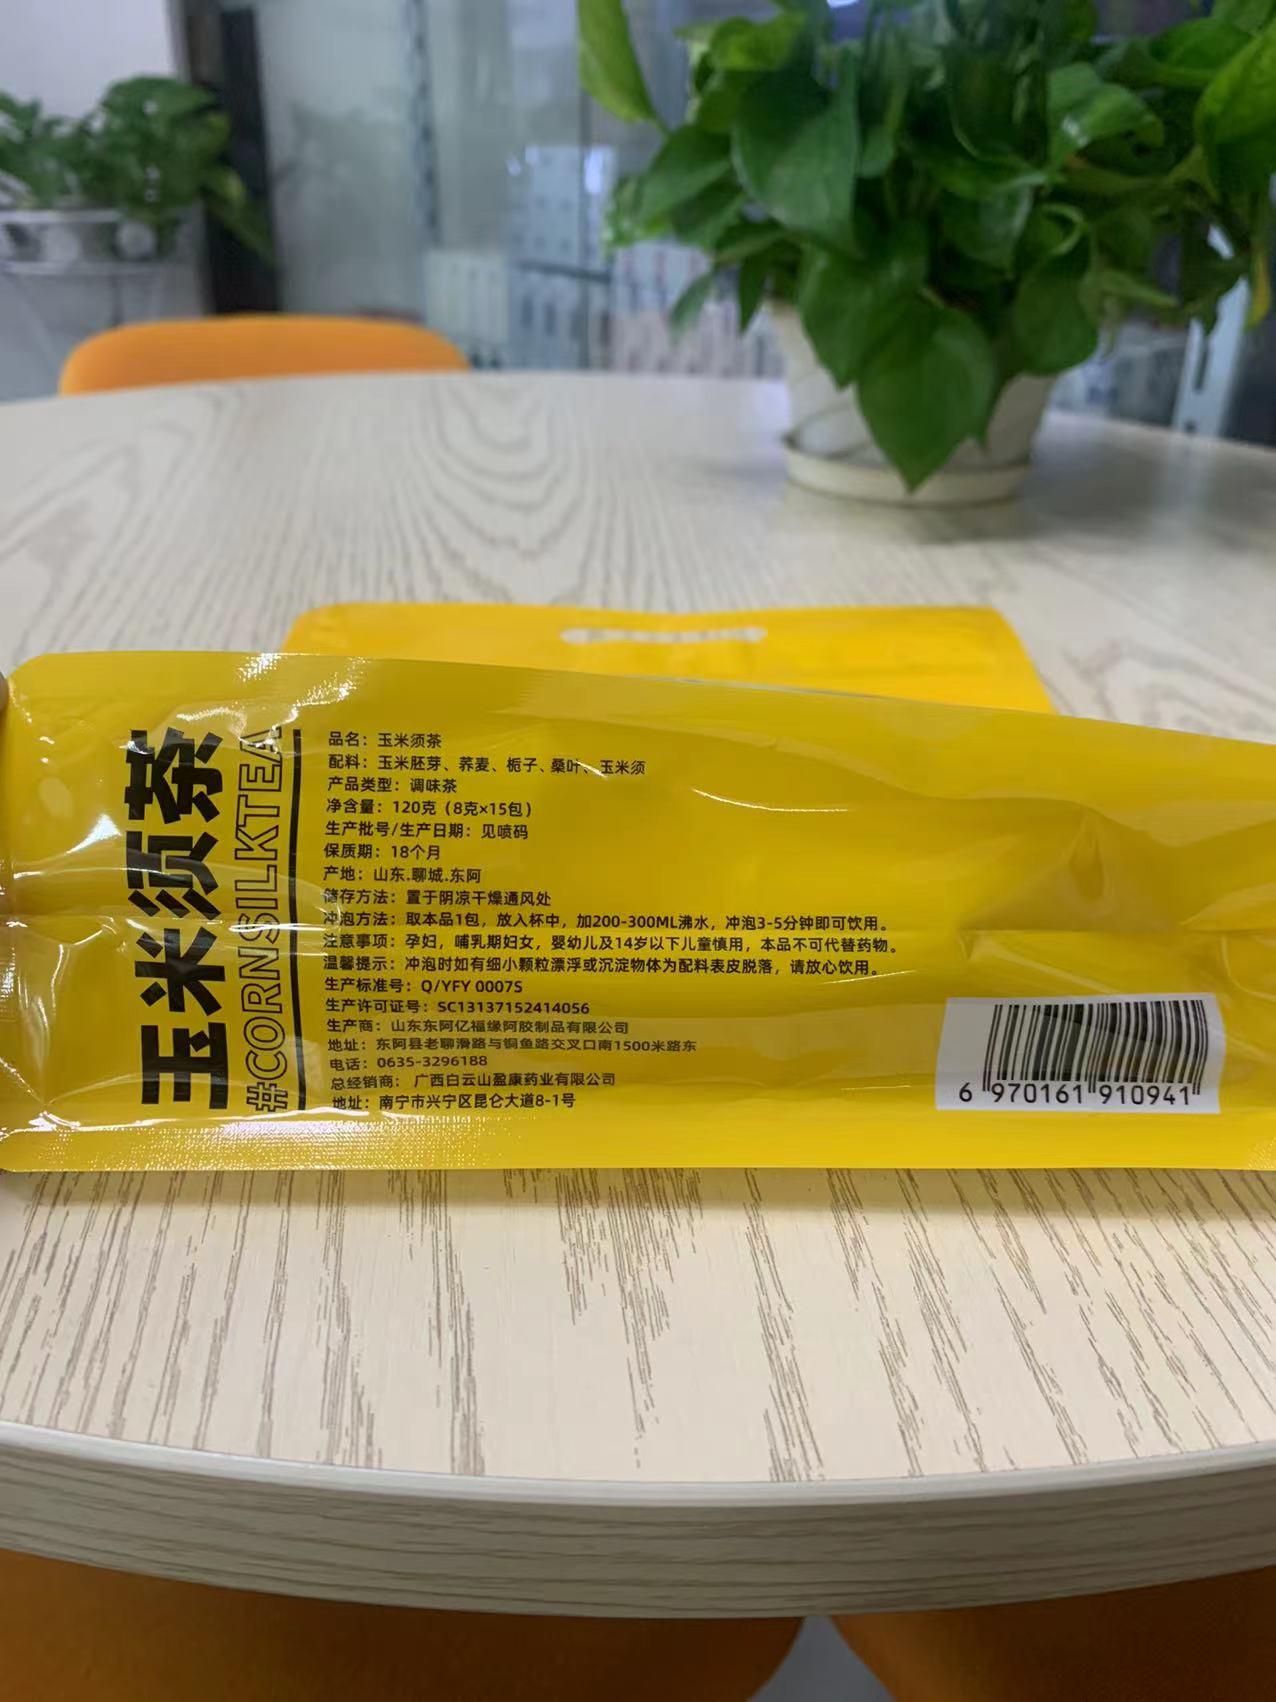 玉米须茶
#CORNSILKTEA
品名：玉米须茶
配料：玉米胚芽、荞麦、栀子、桑叶、玉米须
产品类型：调味茶
净含量：120克（8克×15包）
生产批号/生产日期：见喷码
保质期：18个月
产地：山东.聊城.东阿
储存方法：置于阴凉干燥通风处
冲泡方法：取本品1包，放入杯中，加200-300ML沸水，冲泡3-5分钟即可饮用。
注意事项：孕妇，哺乳期妇女，婴幼儿及14岁以下儿童慎用，本品不可代替药物。
温馨提示：冲泡时如有细小颗粒漂浮或沉淀物体为配料表皮脱落，请放心饮用。
生产标准号：Q/YFY 0007S
生产许可证号：SC13137152414056
生产商：山东东阿亿福缘阿胶制品有限公司
地址：东阿县老聊滑路与铜鱼路交叉口南1500米路东
电话：0635-3296188
总经销商：广西白云山盈康药业有限公司
地址：南宁市兴宁区昆仑大道8-1号
6 970161 910941